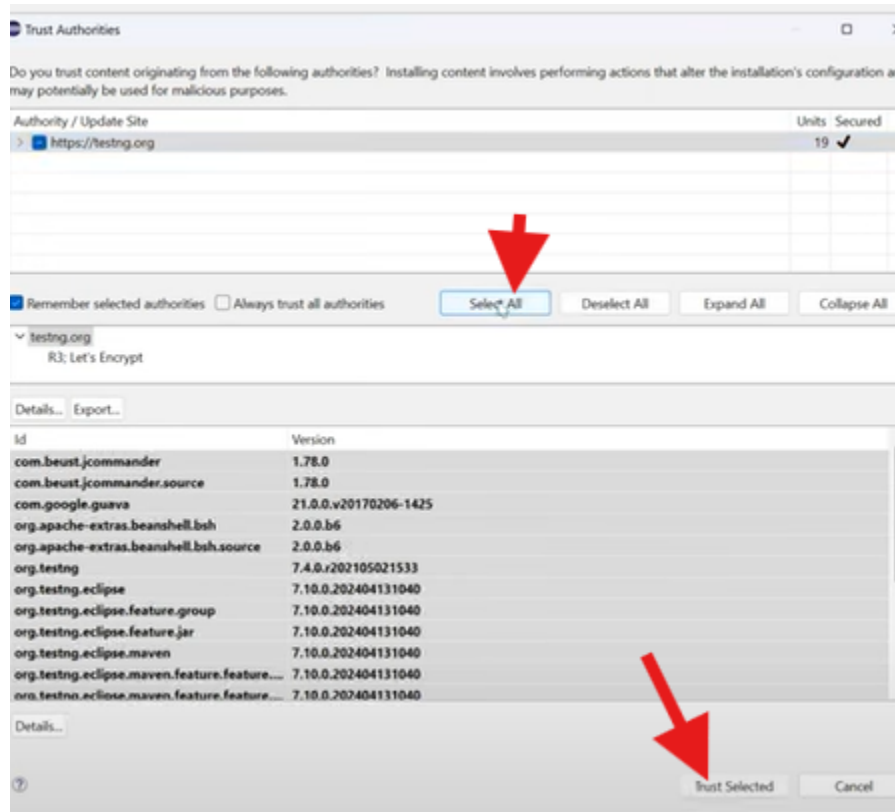 Trust Authorities
Do you trust content originating from the following authorities? Installing content involves performing actions that alter the installation's configuration
may potentially be used for malicious purposes.
Authority / Update Site Units Secured
https://testng.org 19
Remember selected authorities Always trust all authorities Select All Deselect All Expand All Collapse All
testng.org
R3; Let's Encrypt
Details... Export...
Id Version
com.beust.jcommander 1.78.0
com.beust.jcommander.source 1.78.0
com.google.guava 21.0.0.v20170206-1425
org.apache-extras.beanshell.bsh 2.0.0.b6
org.apache-extras.beanshell.bsh.source 2.0.0.b6
org.testng 7.4.0.r202105021533
org.testng.eclipse 7.10.0.202404131040
org.testng.eclipse.feature.group 7.10.0.202404131040
org.testng.eclipse.feature.jar 7.10.0.202404131040
org.testng.eclipse.maven 7.10.0.202404131040
org.testng.eclipse.maven.feature.feature.... 7.10.0.202404131040
org.testng.eclipse.maven.feature.feature.... 7.10.0.202404131040
Details...
Trust Selected Cancel